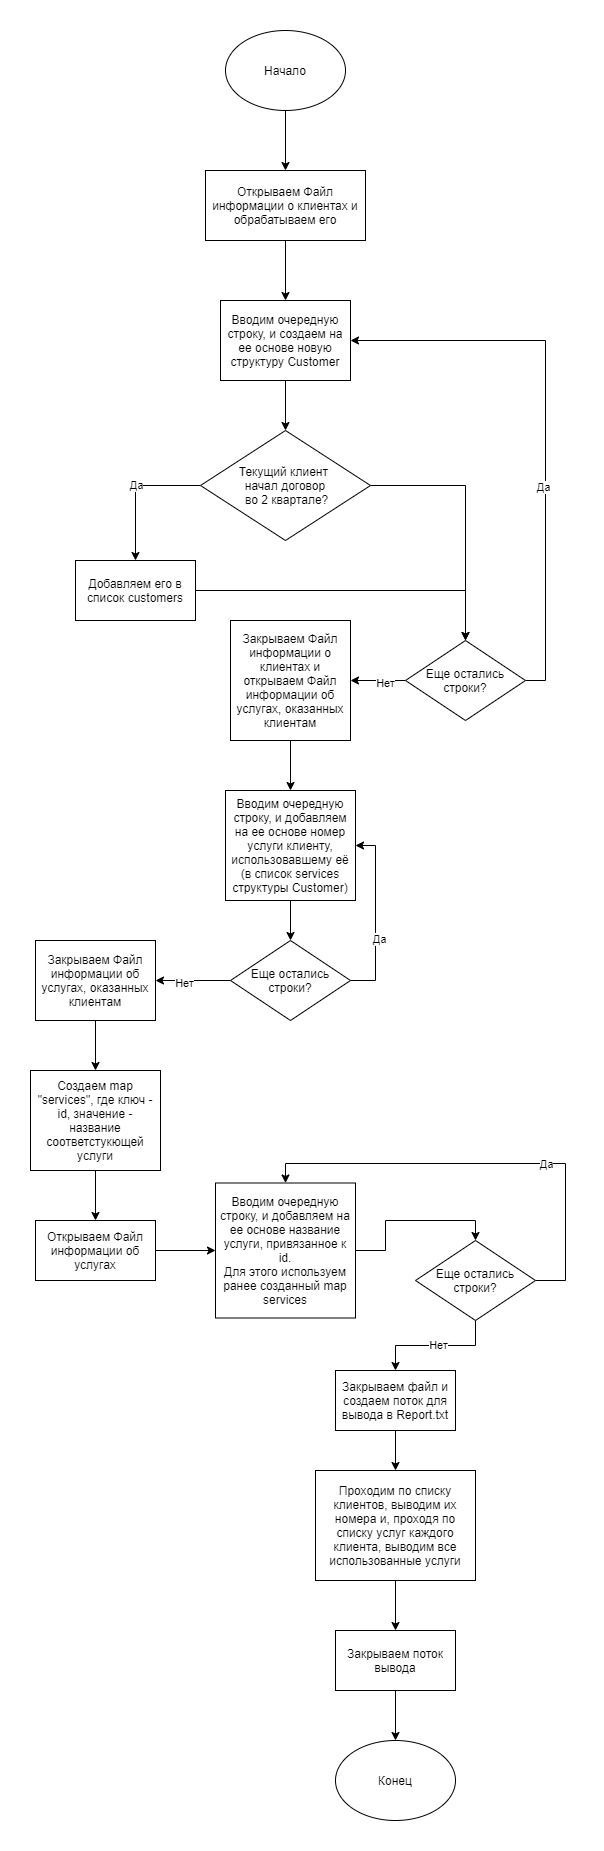 Начало
Открываем Файл
информации о клиентах и
обрабатываем его
Вводим очередную
строку, и создаем на
ее основе новую
структуру Customer
Текущий клиент
начал договор
во 2 квартале?
Да
Да
Добавляем его в
список customers
Закрываем Файл
информации о
клиентах и
открываем Файл
информации об
услугах, оказанных
клиентам
Нет
Еще остались
строки?
Вводим очередную
строку, и добавляем
на ее основе номер
услуги клиенту,
использовавшему её
(в список services
структуры Customer)
Да
Закрываем Файл
информации об
услугах, оказанных
клиентам
Нет
Еще остались
строки?
Создаем map
"services", где ключ -
id, значение -
название
соответстукющей
услуги
Да
Открываем Файл
информации об
услугах
Вводим очередную
строку, и добавляем на
ее основе название
услуги, привязанное к
id.
Для этого используем
ранее созданный map
services
Еще остались
строки?
Нет
Закрываем файл и
создаем поток для
вывода в Report.txt
Проходим по списку
клиентов, выводим их
номера и, проходя по
списку услуг каждого
клиента, выводим все
использованные услуги
Закрываем поток
вывода
Конец